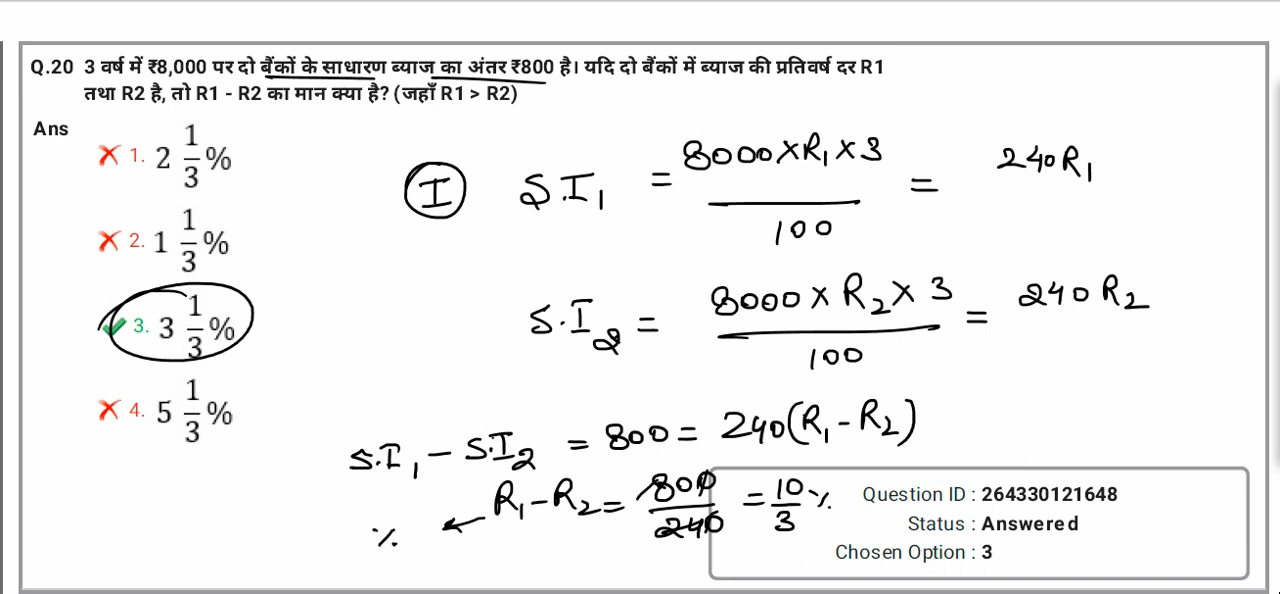 Q.20 3 वर्ष में ₹8,000 पर दो बैंकों के साधारण ब्याज का अंतर ₹800 है। यदि दो बैंकों में ब्याज की प्रतिवर्ष दर R1
तथा R2 है, तो R1 - R2 का मान क्या है? (जहाँ R1 > R2)
Ans
1. 2 1/3 %
2. 1 1/3 %
3. 3 1/3 %
4. 5 1/3 %
I S.I₁ = 8000×R₁×3/100 = 240R₁
S.I₂ = 8000×R₂×3/100 = 240R₂
S.I₁ - S.I₂ = 800 = 240(R₁-R₂)
% ← R₁-R₂ = 800/240 = 10/3 %
Question ID : 264330121648
Status : Answered
Chosen Option : 3